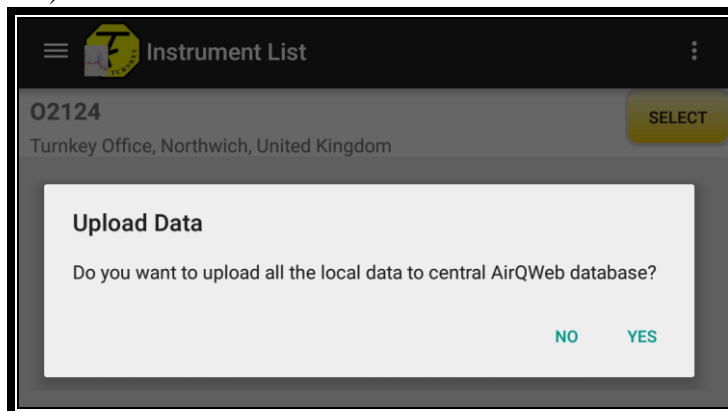 Instrument List
TURNKEY
O2124
SELECT
Turnkey Office, Northwich, United Kingdom
Upload Data
Do you want to upload all the local data to central AirQWeb database?
NO YES